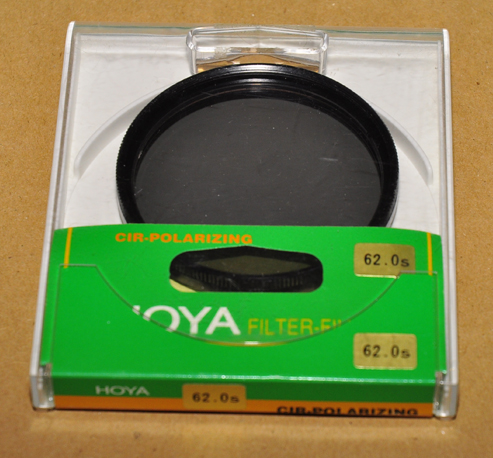 CIR-POLARIZING
62.0s
HOYA FILTER-FI
62.0s
HOYA
62.0s
CIR-POLARIZING